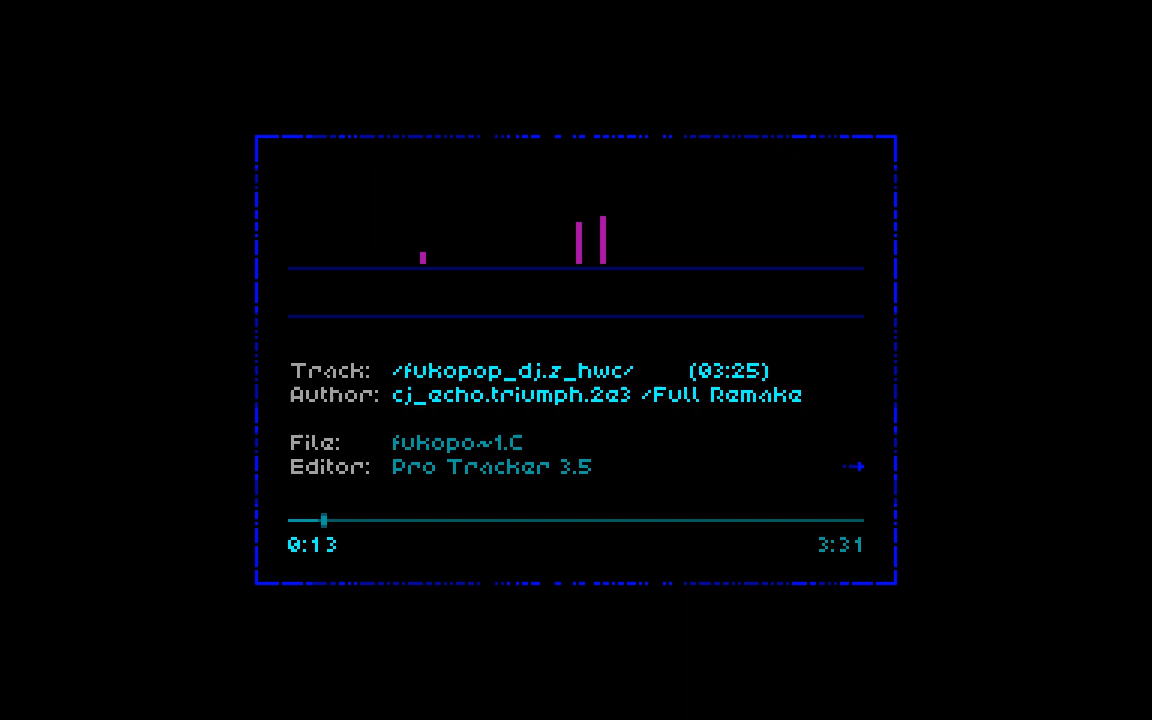 Track: /fukopop_dj.z_hwc/ (03:25)
Author: cj_echo.triumph.2e3 /Full Remake
File: fukopo~1.C
Editor: Pro Tracker 3.5
0:13 3:31